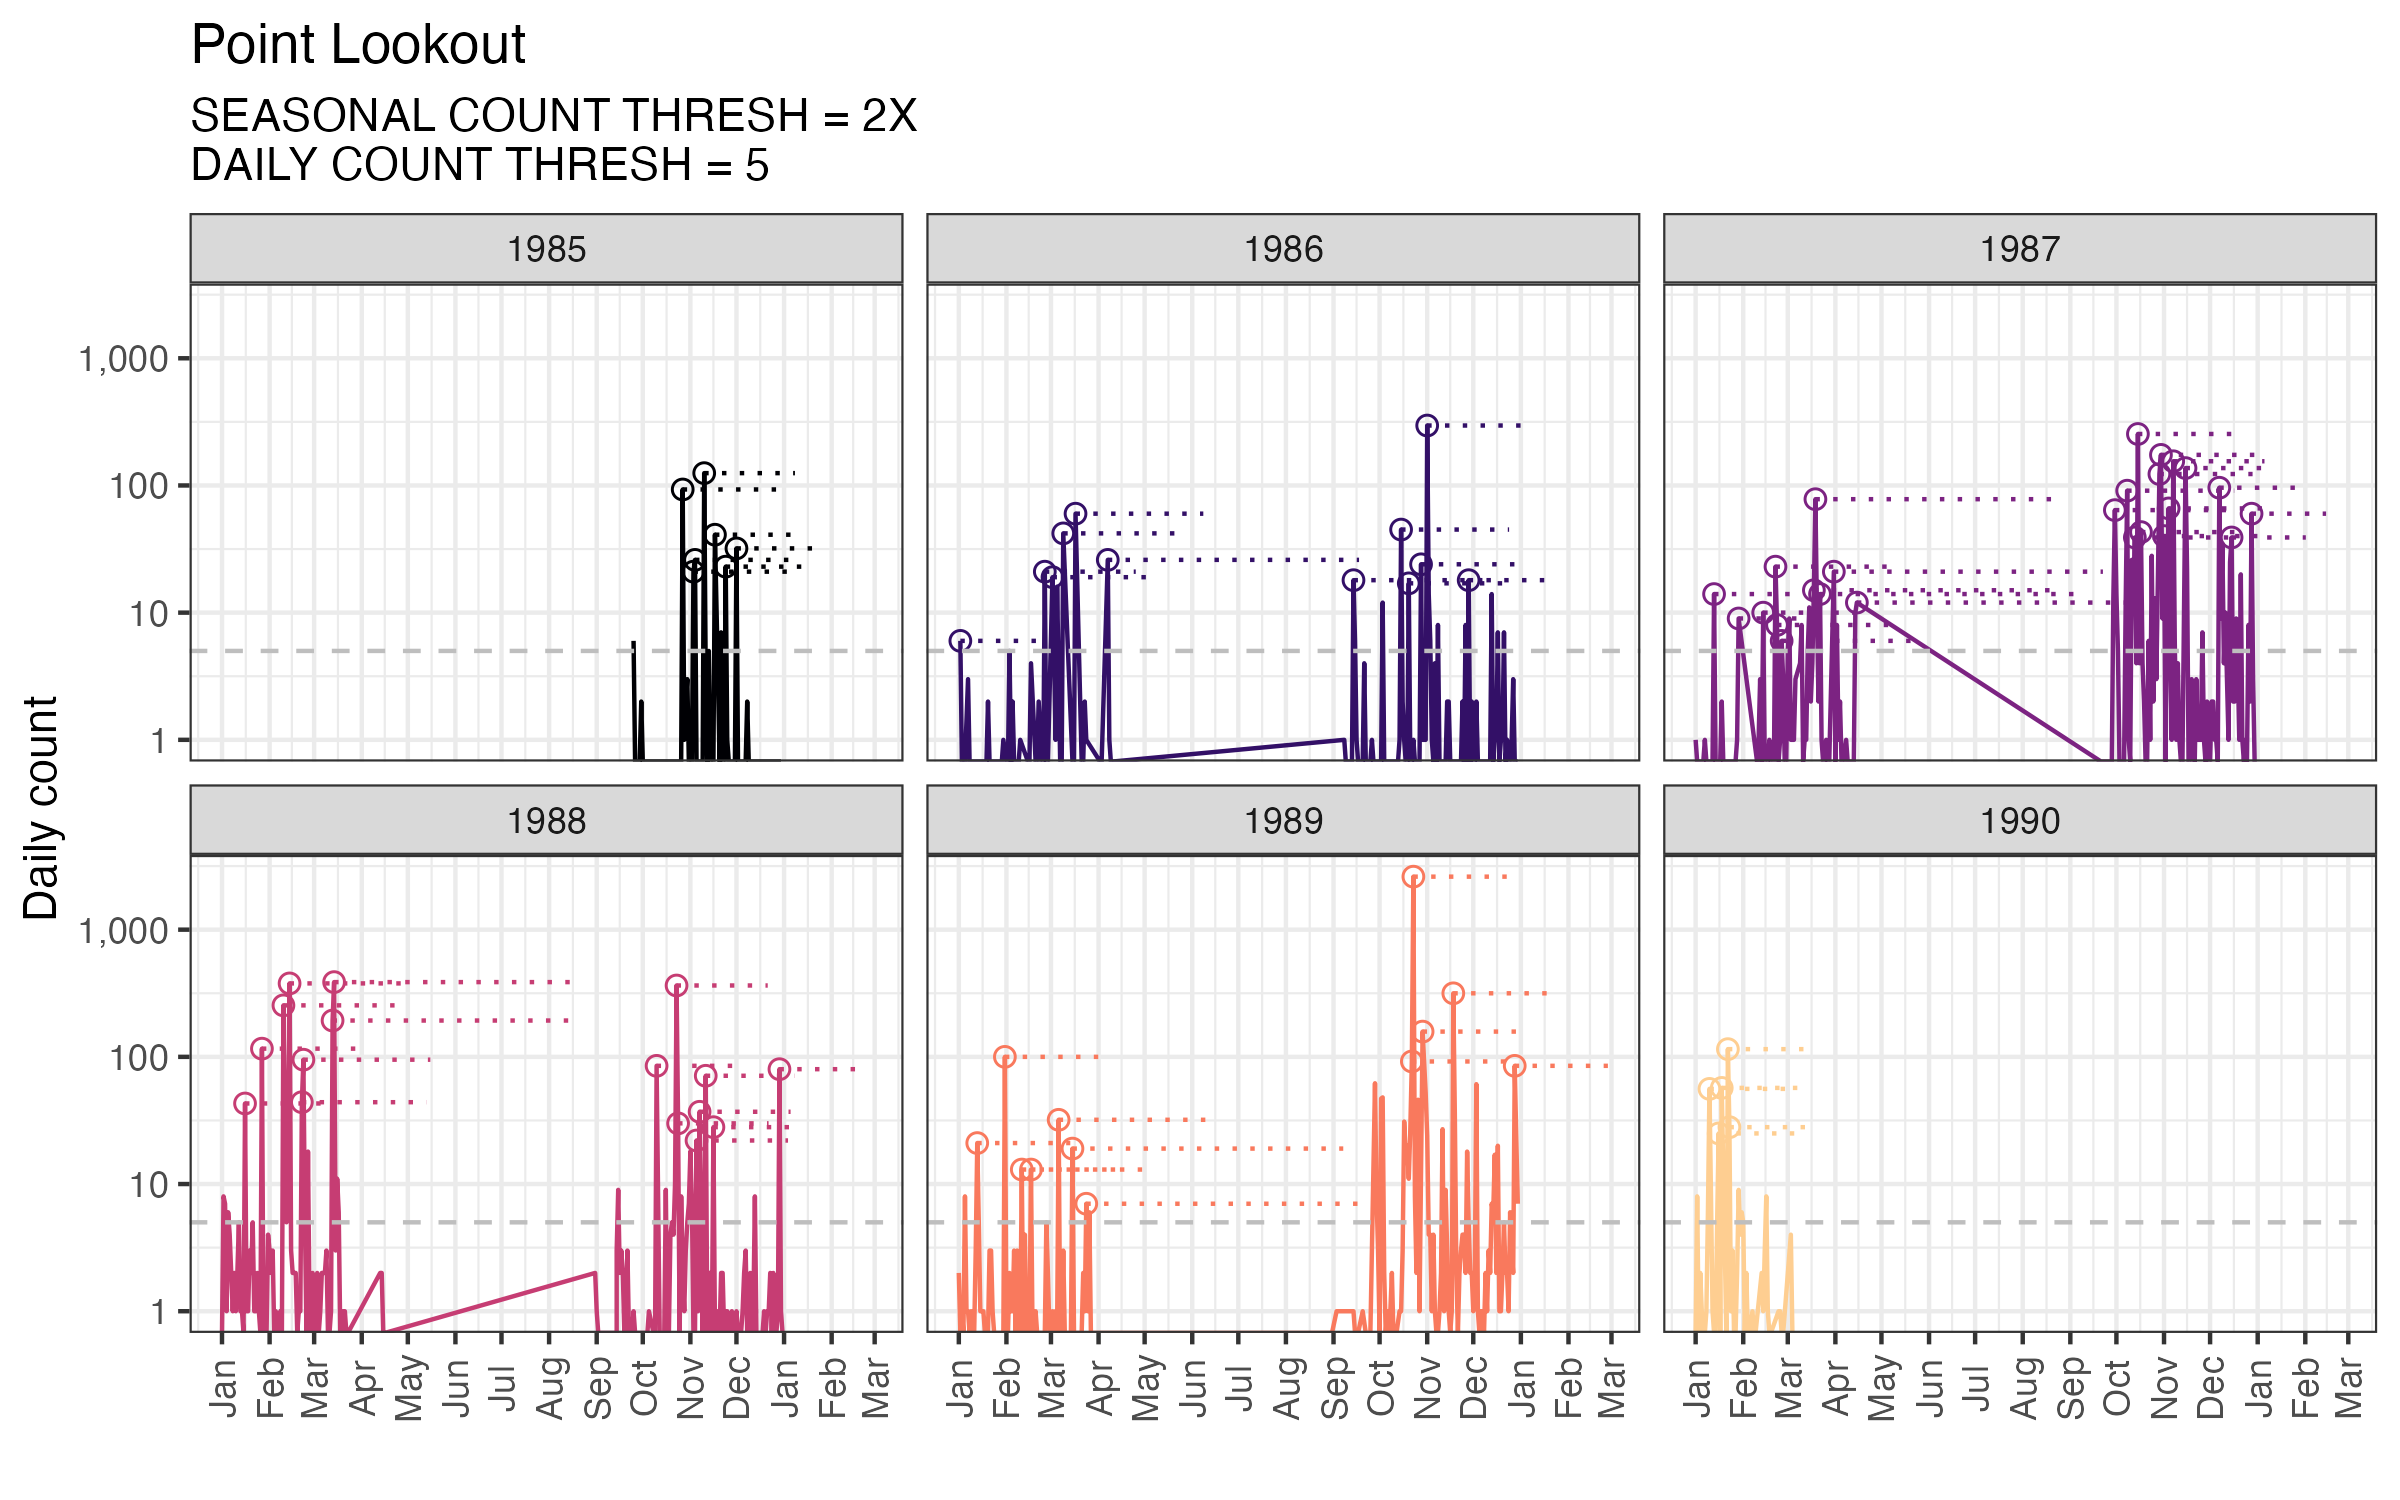 Point Lookout
SEASONAL COUNT THRESH = 2X
DAILY COUNT THRESH = 5
1985
1986
1987
1,000
100
10
1
Daily count
1988
1989
1990
1,000
100
10
1
Jan Feb Mar Apr May Jun Jul Aug Sep Oct Nov Dec Jan Feb Mar
Jan Feb Mar Apr May Jun Jul Aug Sep Oct Nov Dec Jan Feb Mar
Jan Feb Mar Apr May Jun Jul Aug Sep Oct Nov Dec Jan Feb Mar